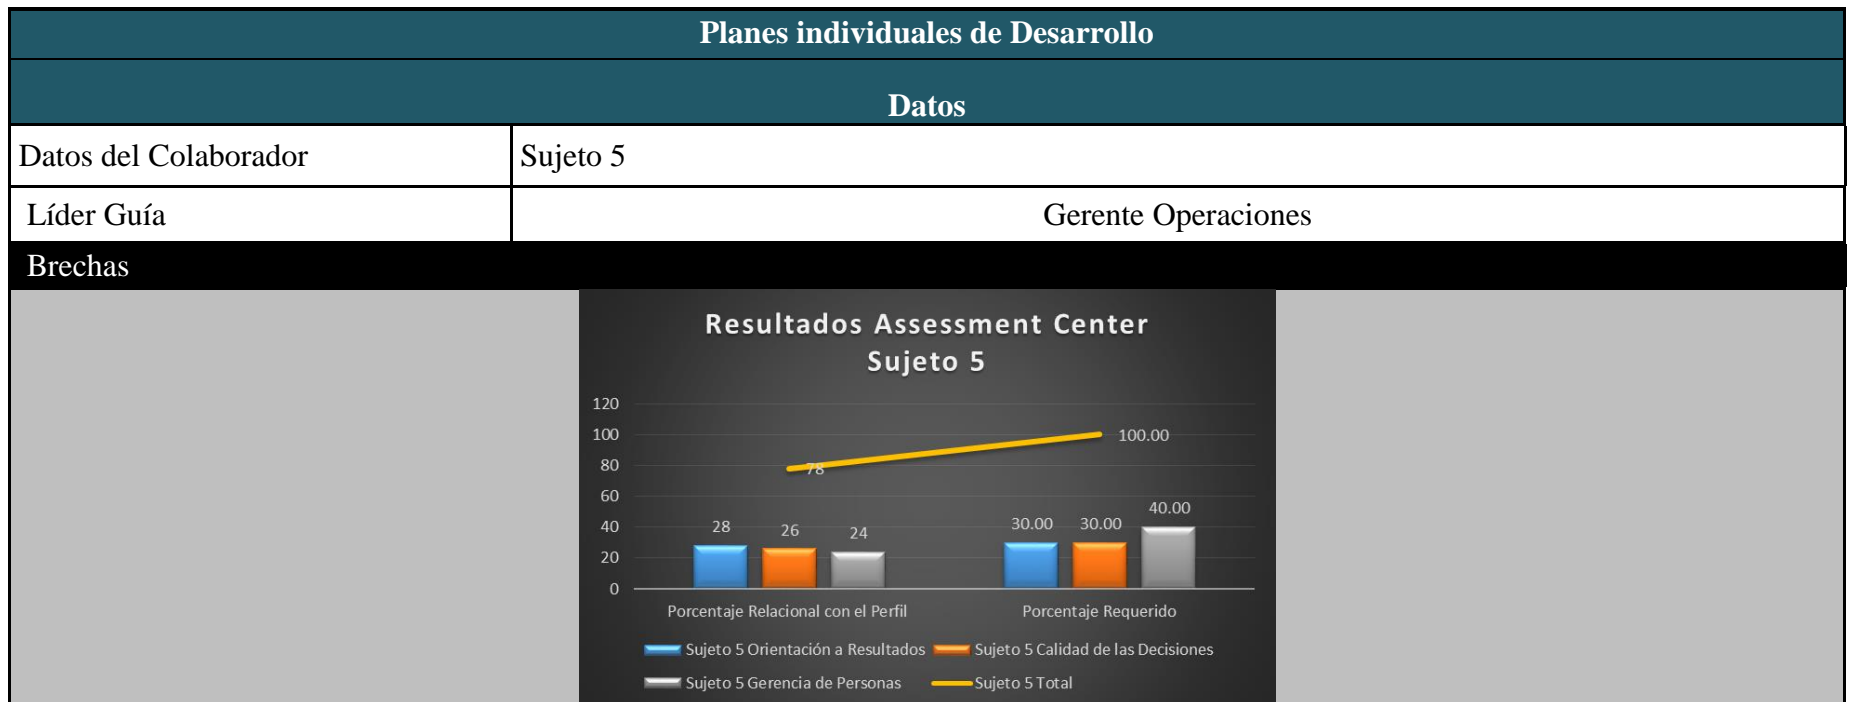 Planes individuales de Desarrollo
Datos
Datos del Colaborador Sujeto 5
Líder Guía Gerente Operaciones
Brechas
Resultados Assessment Center
Sujeto 5
120
100
80
60
40
20
0
78
100.00
28 26 24
30.00 30.00 40.00
Porcentaje Relacional con el Perfil Porcentaje Requerido
Sujeto 5 Orientación a Resultados Sujeto 5 Calidad de las Decisiones
Sujeto 5 Gerencia de Personas Sujeto 5 Total